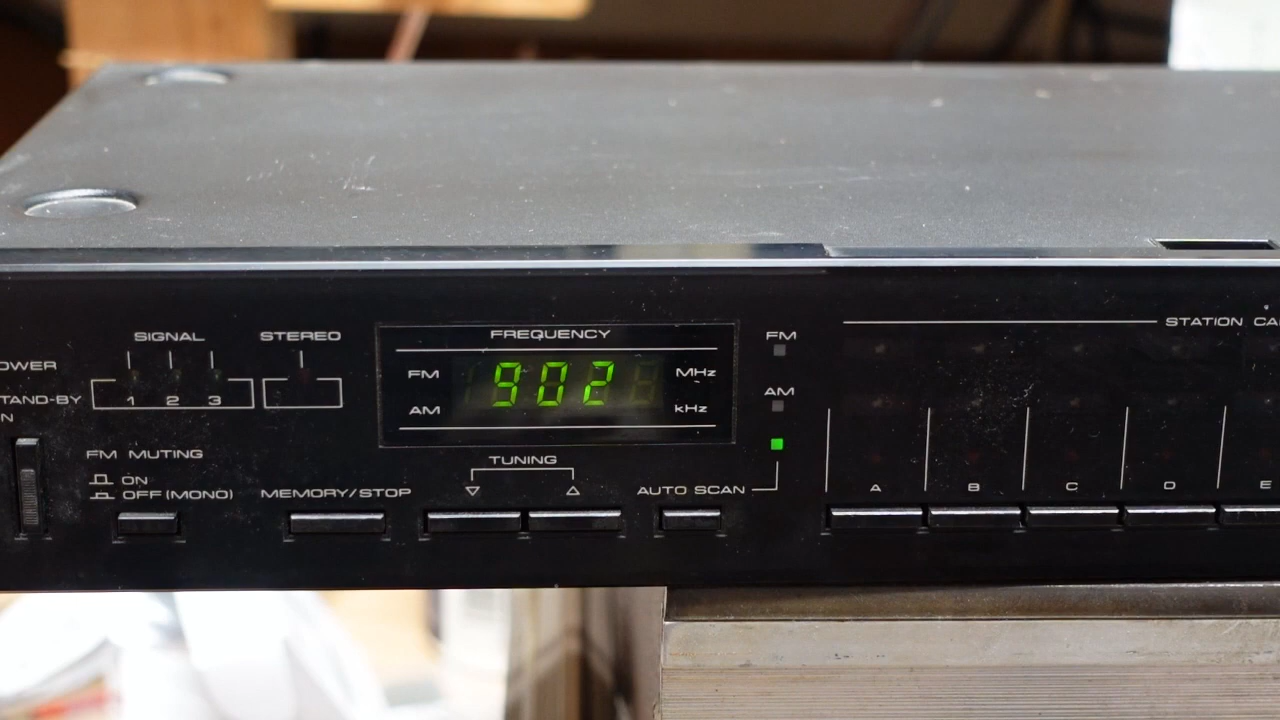 SIGNAL
STEREO
1 2 3
OWER
TAND-BY
N
FM MUTING
ON
OFF (MONO)
MEMORY/STOP
FREQUENCY
FM 902 MHz
AM kHz
TUNING
AUTO SCAN
FM
AM
STATION CA
A B C D E